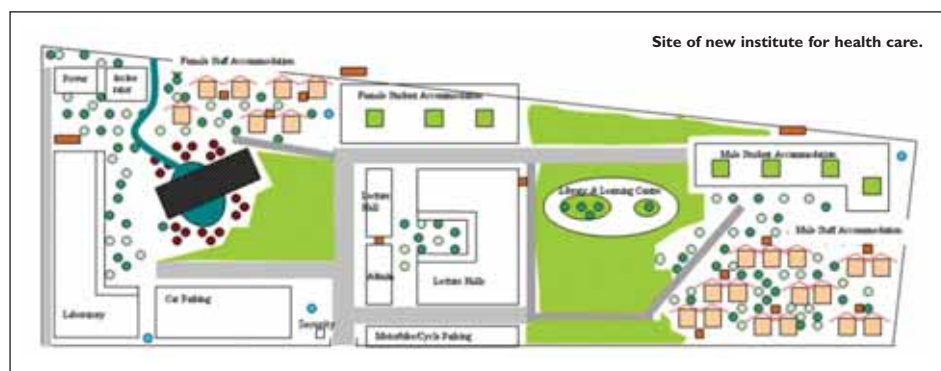 Site of new institute for health care.
Female Staff Accommodation
Female Student Accommodation
Male Student Accommodation
Library & Learning Centre
Lecture
Hall
Male Staff Accommodation
Admin
Lecture Halls
Car Parking
Laboratory
Security
Motorbike/Cycle Parking